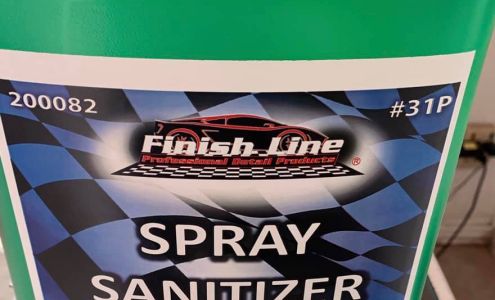 200082 #31P
Finish Line
Professional Detail Products ®
SPRAY
SANITIZER